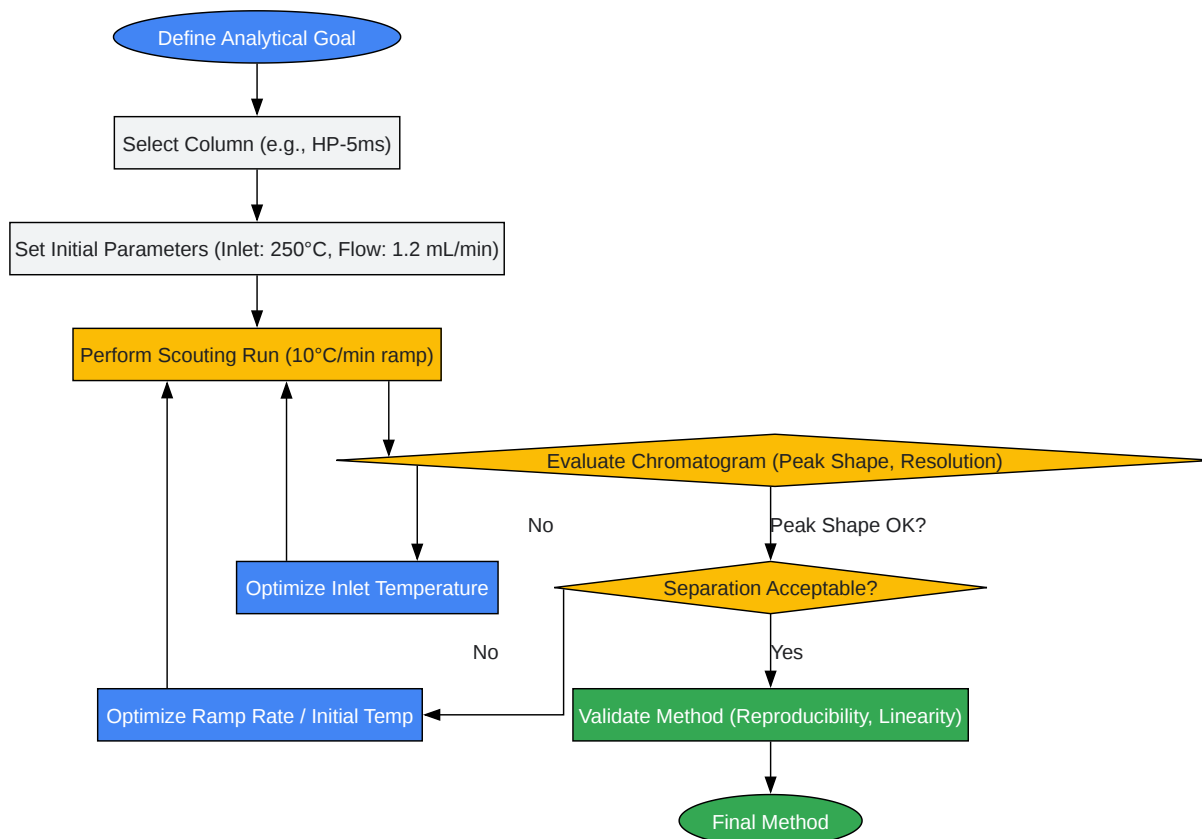 Define Analytical Goal
Select Column (e.g., HP-5ms)
Set Initial Parameters (Inlet: 250°C, Flow: 1.2 mL/min)
Perform Scouting Run (10°C/min ramp)
Evaluate Chromatogram (Peak Shape, Resolution)
No
Peak Shape OK?
Optimize Inlet Temperature
Separation Acceptable?
No
Yes
Optimize Ramp Rate / Initial Temp
Validate Method (Reproducibility, Linearity)
Final Method